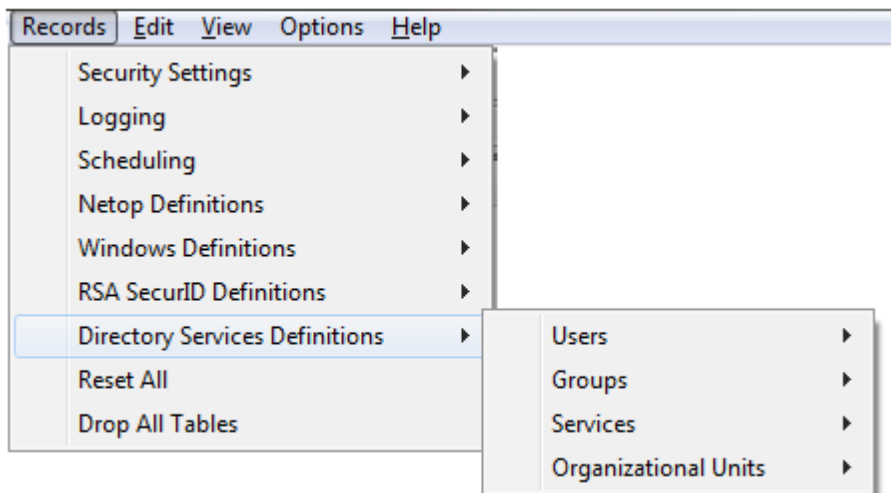 Records Edit View Options Help
Security Settings
Logging
Scheduling
Netop Definitions
Windows Definitions
RSA SecurID Definitions
Directory Services Definitions
Reset All
Drop All Tables
Users
Groups
Services
Organizational Units